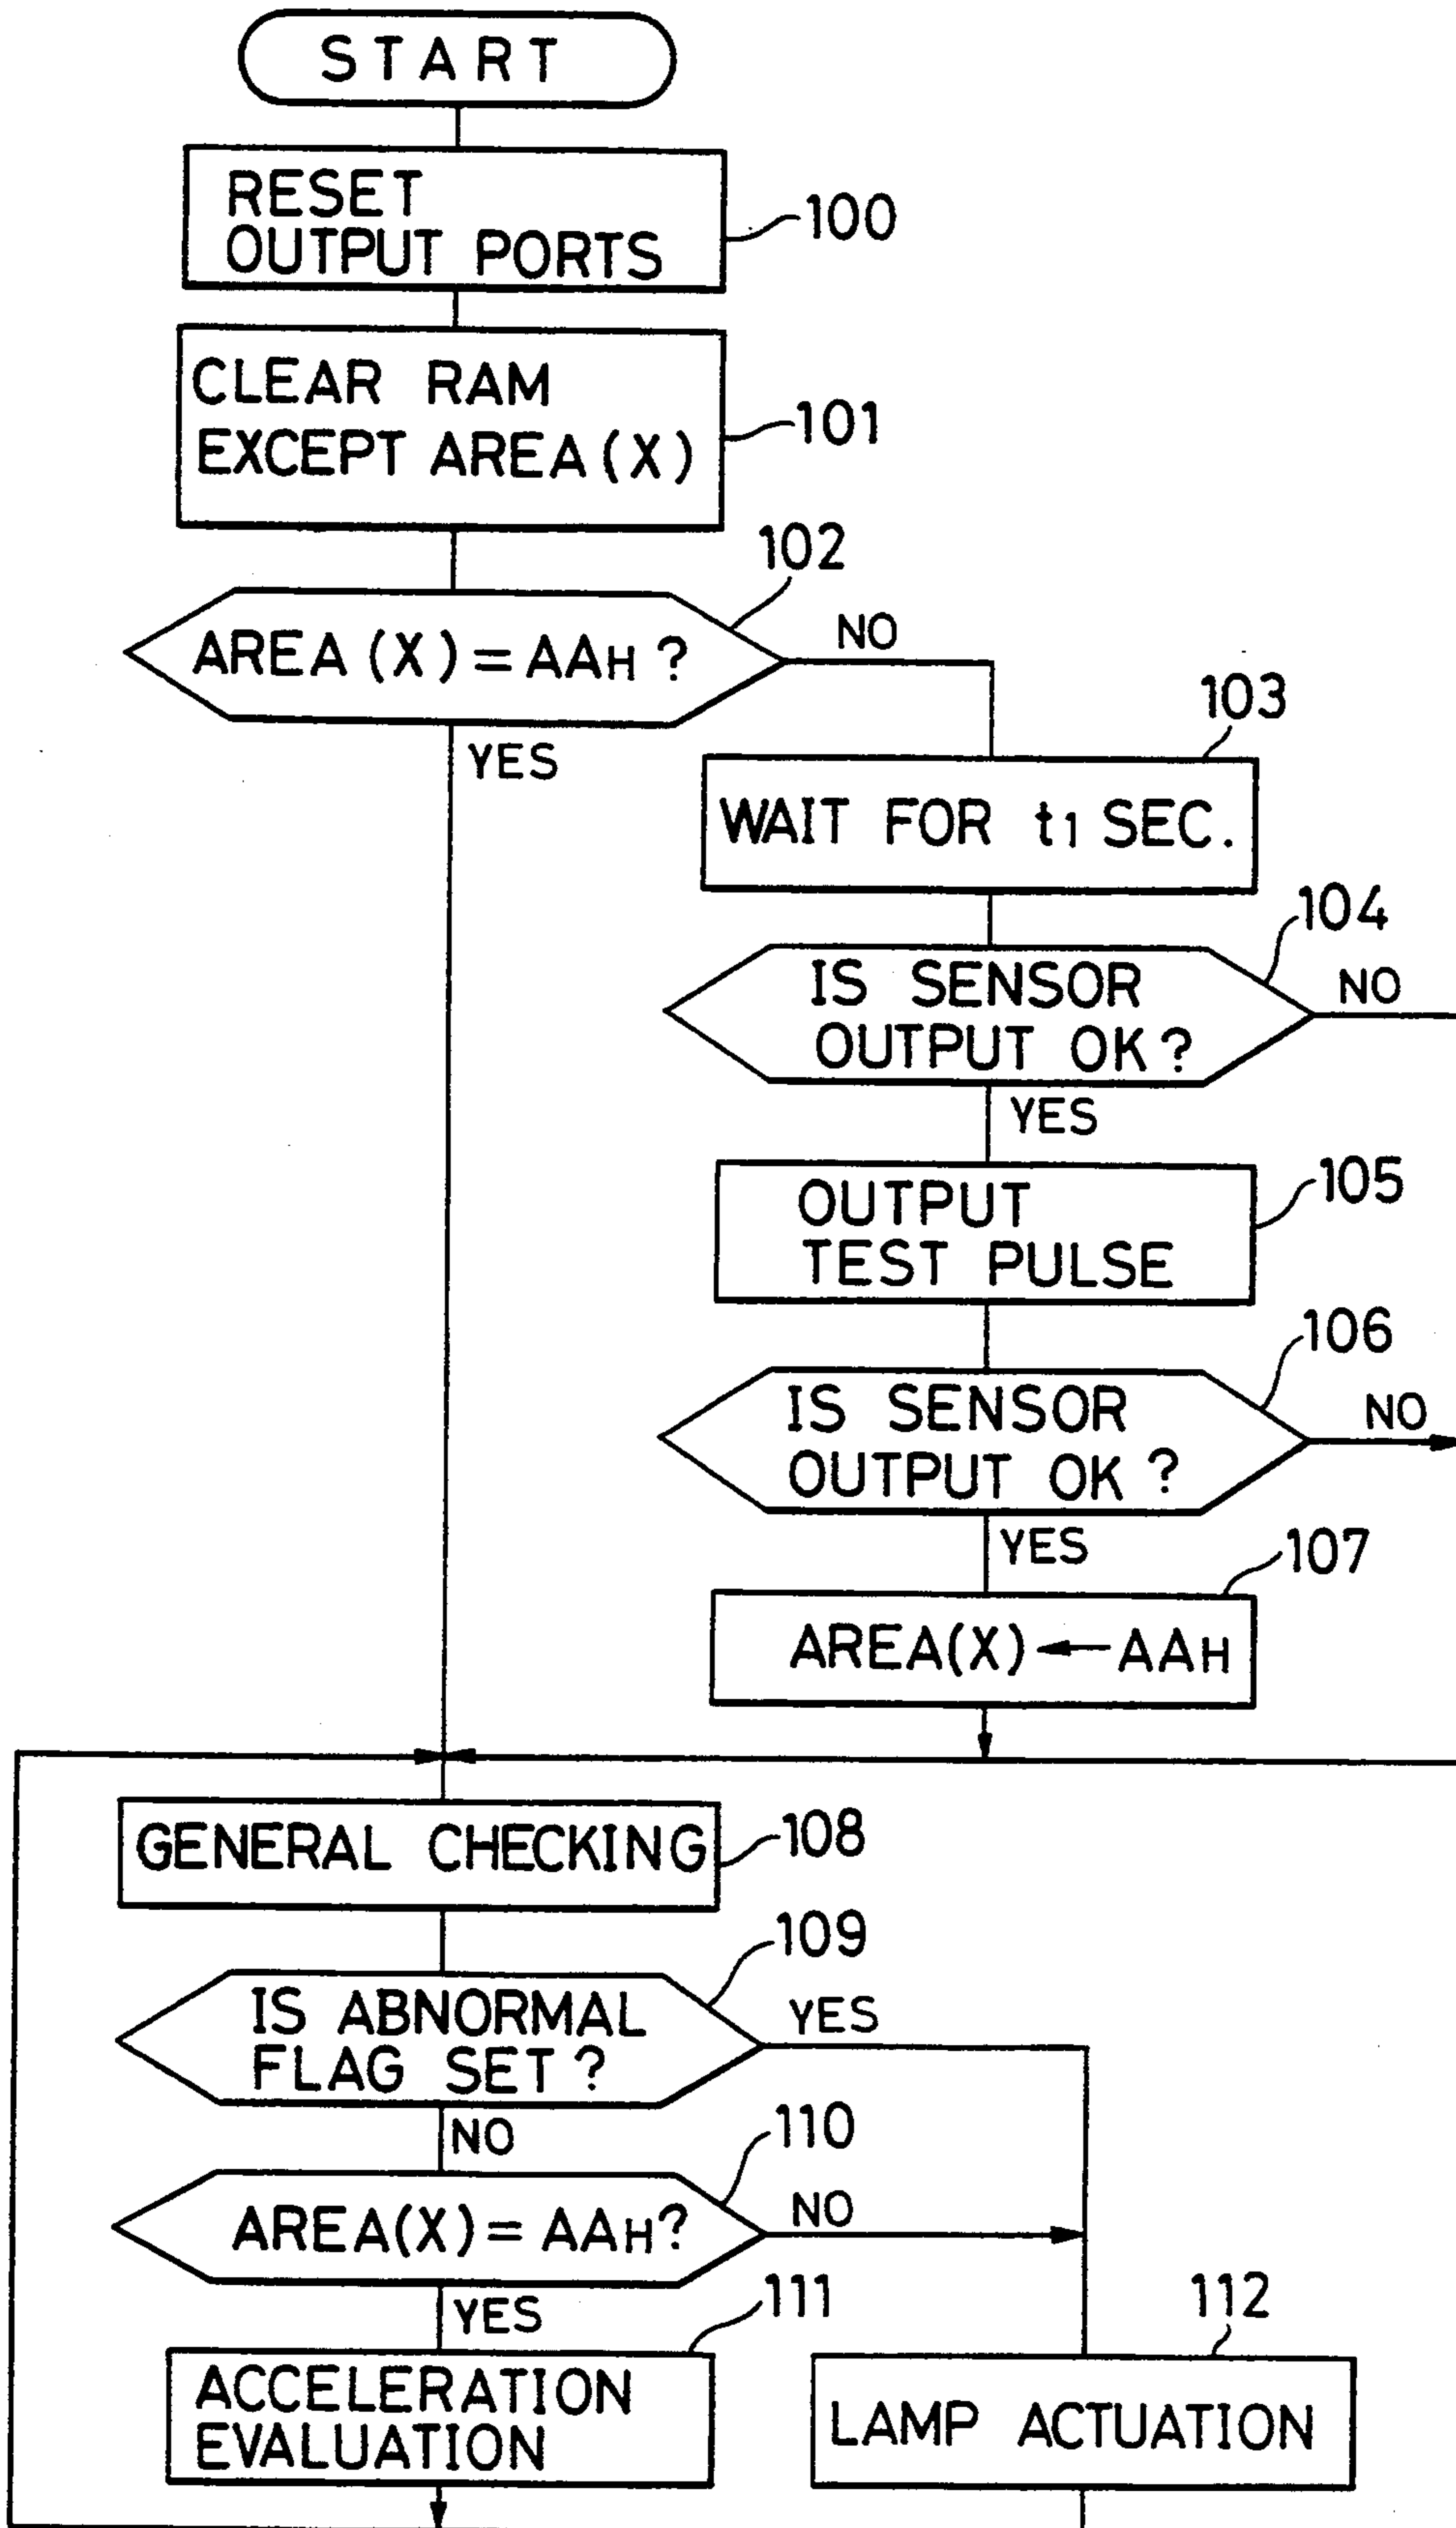 START
RESET
OUTPUT PORTS
100
CLEAR RAM
EXCEPT AREA(X)
101
102
AREA (X) = AAH ?
NO
YES
103
WAIT FOR t1 SEC.
104
IS SENSOR
OUTPUT OK ?
NO
YES
105
OUTPUT
TEST PULSE
106
IS SENSOR
OUTPUT OK ?
NO
YES
107
AREA(X) ← AAH
GENERAL CHECKING
108
109
IS ABNORMAL
FLAG SET ?
YES
NO
110
AREA(X) = AAH?
NO
YES
111
ACCELERATION
EVALUATION
112
LAMP ACTUATION